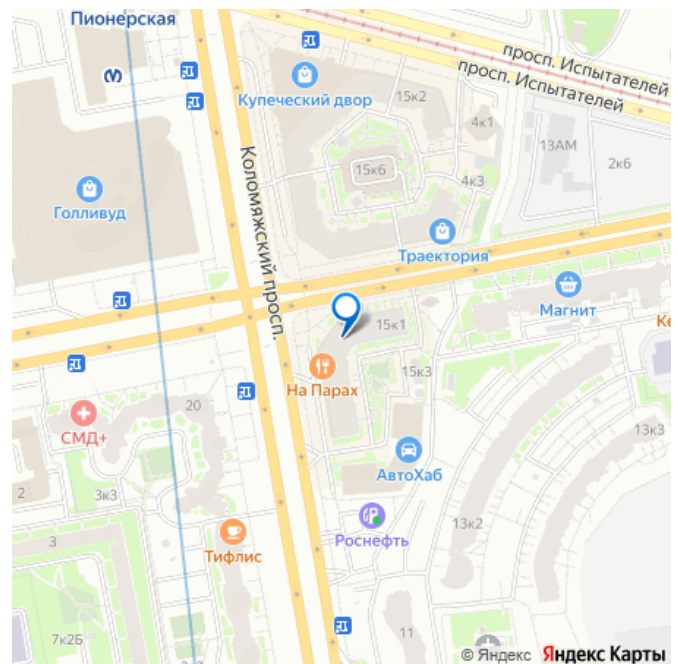 Пионерская
просп. Испытателей
просп. Испытателей
Купеческий двор
15к2
4к1
13АМ
2к6
15к6
4к3
Голливуд
Коломяжский просп.
Траектория
Магнит
15к1
На Парах
15к3
20
СМД+
13к3
АвтоХаб
2
3к3
Роснефть
13к2
3
Тифлис
7к2Б
11
© Яндекс Яндекс Карты